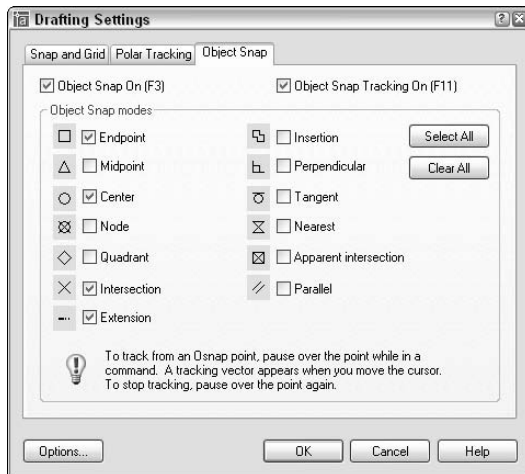 Drafting Settings
Snap and Grid Polar Tracking Object Snap
Object Snap On (F3) Object Snap Tracking On (F11)
Object Snap modes
Endpoint Insertion Select All
Midpoint Perpendicular Clear All
Center Tangent
Node Nearest
Quadrant Apparent intersection
Intersection Parallel
Extension
To track from an Osnap point, pause over the point while in a
command. A tracking vector appears when you move the cursor.
To stop tracking, pause over the point again.
Options... OK Cancel Help